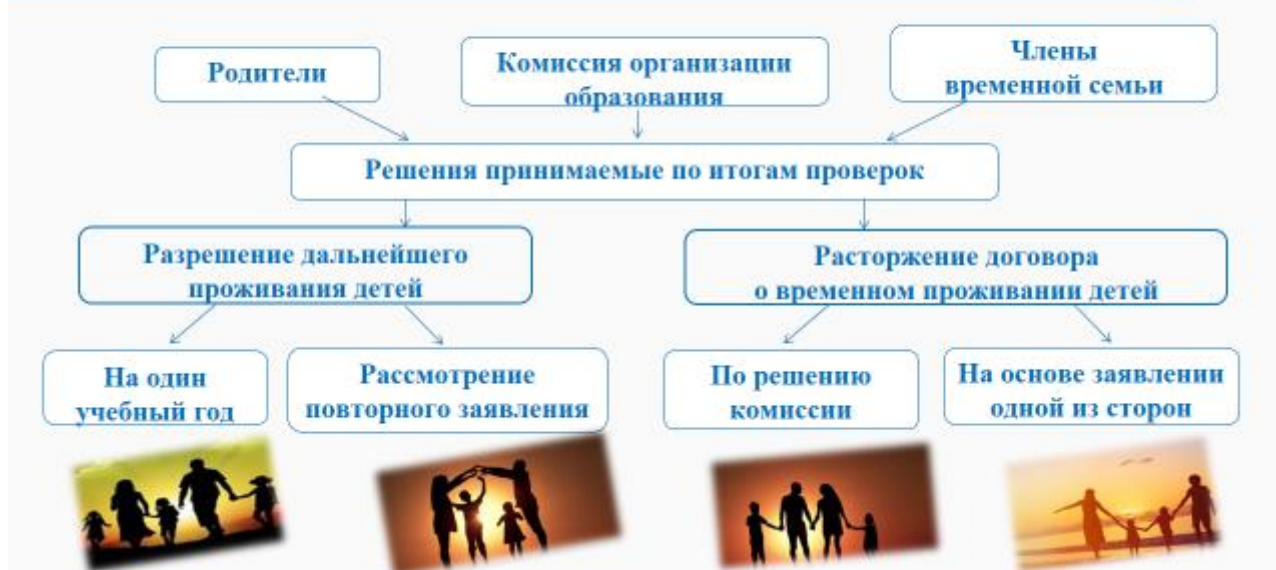 Родители
Комиссия организации
образования
Члены
временной семьи
Решения принимаемые по итогам проверок
Разрешение дальнейшего
проживания детей
Расторжение договора
о временном проживании детей
На один
учебный год
Рассмотрение
повторного заявления
По решению
комиссии
На основе заявлении
одной из сторон